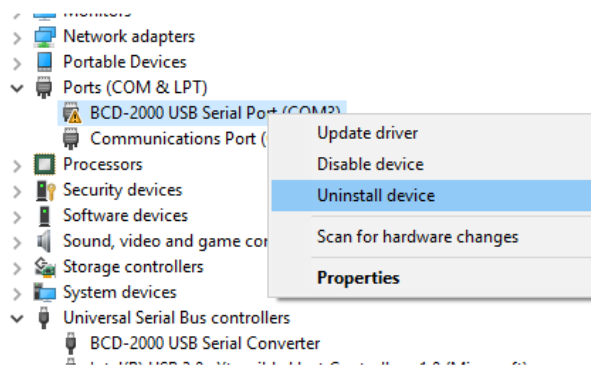 Monitors
Network adapters
Portable Devices
Ports (COM & LPT)
BCD-2000 USB Serial Port (COM3)
Communications Port (
Update driver
Disable device
Uninstall device
Scan for hardware changes
Properties
Processors
Security devices
Software devices
Sound, video and game cor
Storage controllers
System devices
Universal Serial Bus controllers
BCD-2000 USB Serial Converter